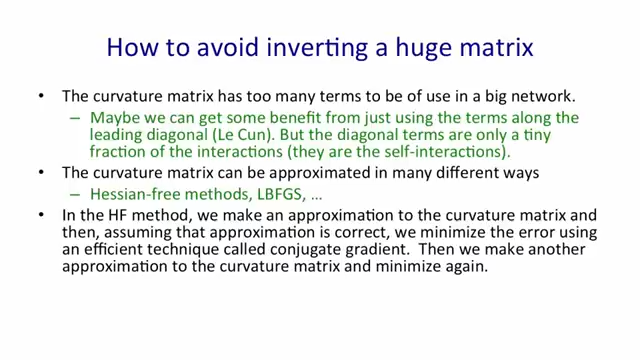 How to avoid inverting a huge matrix
• The curvature matrix has too many terms to be of use in a big network.
– Maybe we can get some benefit from just using the terms along the
leading diagonal (Le Cun). But the diagonal terms are only a tiny
fraction of the interactions (they are the self-interactions).
• The curvature matrix can be approximated in many different ways
– Hessian-free methods, LBFGS, …
• In the HF method, we make an approximation to the curvature matrix and
then, assuming that approximation is correct, we minimize the error using
an efficient technique called conjugate gradient. Then we make another
approximation to the curvature matrix and minimize again.